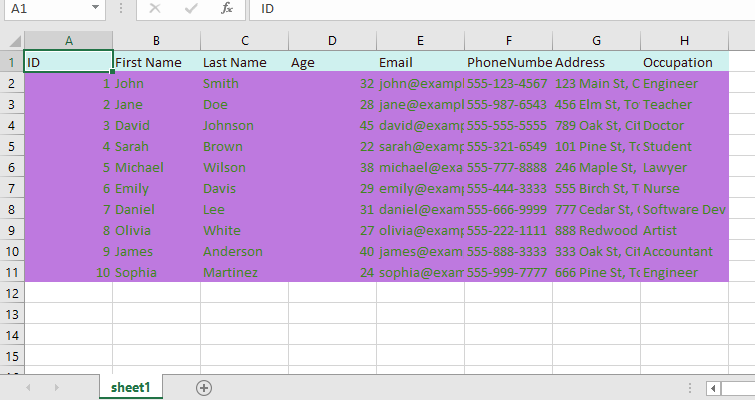 A1 fx ID
A B C D E F G H
1 ID First Name Last Name Age Email PhoneNumbe Address Occupation
2 1 John Smith 32 john@exampl 555-123-4567 123 Main St, C Engineer
3 2 Jane Doe 28 jane@exampl 555-987-6543 456 Elm St, To Teacher
4 3 David Johnson 45 david@examp 555-555-5555 789 Oak St, Cit Doctor
5 4 Sarah Brown 22 sarah@examp 555-321-6549 101 Pine St, To Student
6 5 Michael Wilson 38 michael@exa 555-777-8888 246 Maple St, Lawyer
7 6 Emily Davis 29 emily@examp 555-444-3333 555 Birch St, T Nurse
8 7 Daniel Lee 31 daniel@exam 555-666-9999 777 Cedar St, Software Dev
9 8 Olivia White 27 olivia@examp 555-222-1111 888 Redwood Artist
10 9 James Anderson 40 james@exam 555-888-3333 333 Oak St, Cit Accountant
11 10 Sophia Martinez 24 sophia@exam 555-999-7777 666 Pine St, To Engineer
12
13
14
15
sheet1